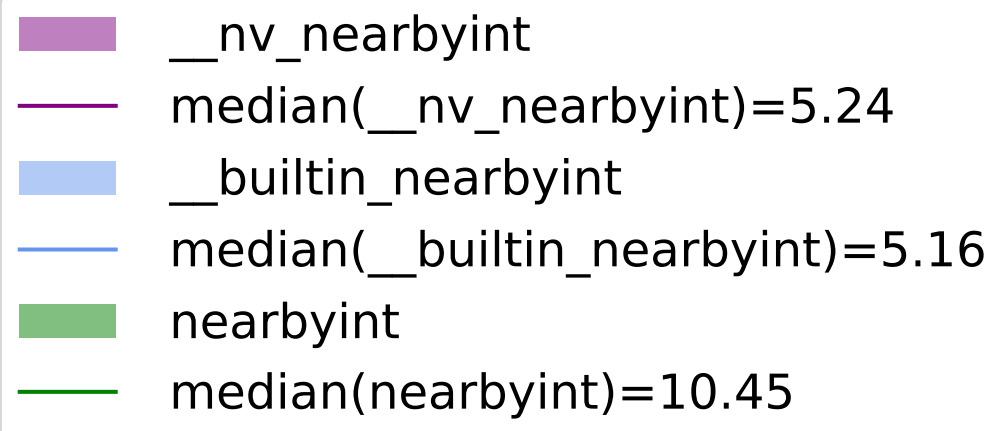 __nv_nearbyint
median(__nv_nearbyint)=5.24
__builtin_nearbyint
median(__builtin_nearbyint)=5.16
nearbyint
median(nearbyint)=10.45